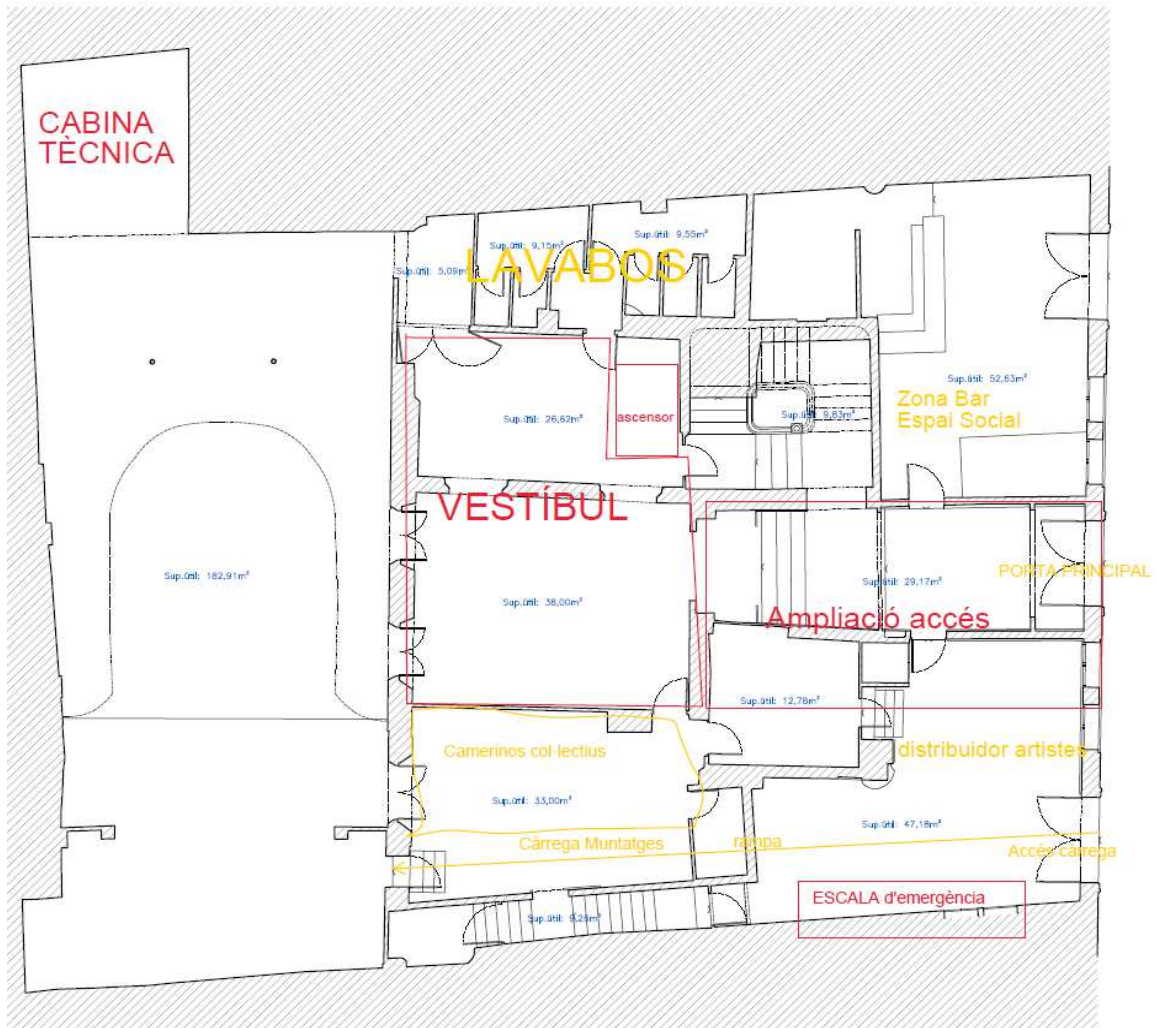 CABINA
TÈCNICA
Sup.útil: 9,15m²
Sup.útil: 9,55m²
LAVABOS
Sup.útil: 5,09m²
Sup.útil: 52,63m²
Zona Bar
Espai Social
Sup.útil: 26,62m²
ascensor
Sup.útil: 9,83m²
VESTÍBUL
Sup.útil: 182,91m²
Sup.útil: 38,00m²
Sup.útil: 29,17m²
PORTA PRINCIPAL
Ampliació accés
Sup.útil: 12,78m²
Camerinos col·lectius
distribuidor artistes
Sup.útil: 33,00m²
Sup.útil: 47,18m²
Càrrega Muntatges
rampa
Accés càrrega
ESCALA d'emergència
Sup.útil: 9,28m²